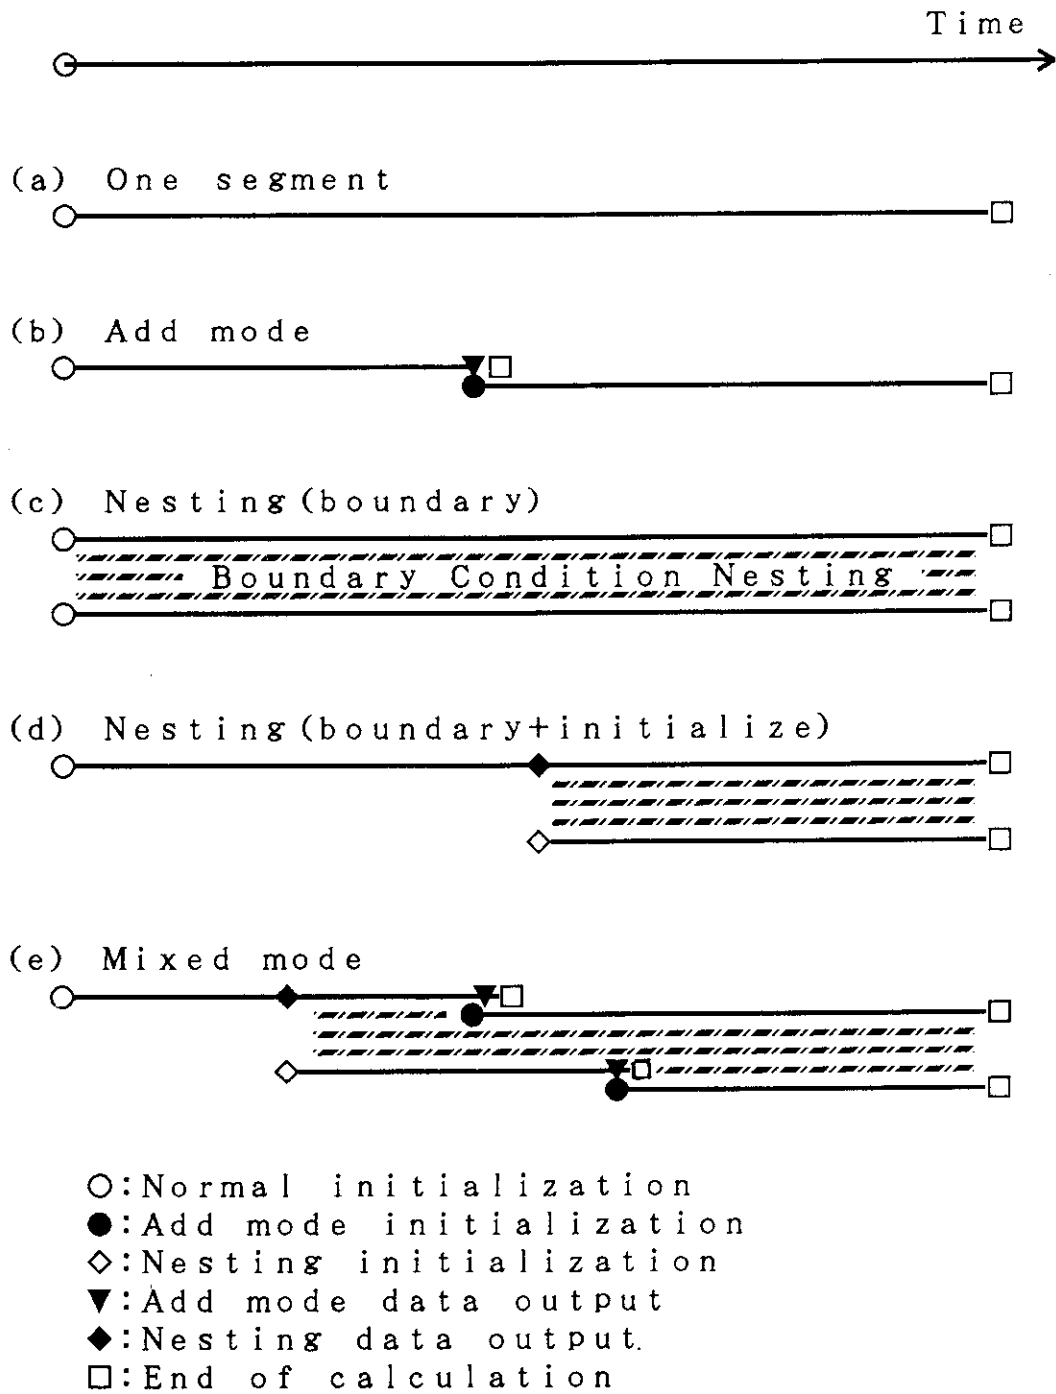 Time
(a) One segment
(b) Add mode
(c) Nesting(boundary)
Boundary Condition Nesting
(d) Nesting(boundary+initialize)
(e) Mixed mode
○:Normal initialization
●:Add mode initialization
◇:Nesting initialization
▼:Add mode data output
◆:Nesting data output.
□:End of calculation